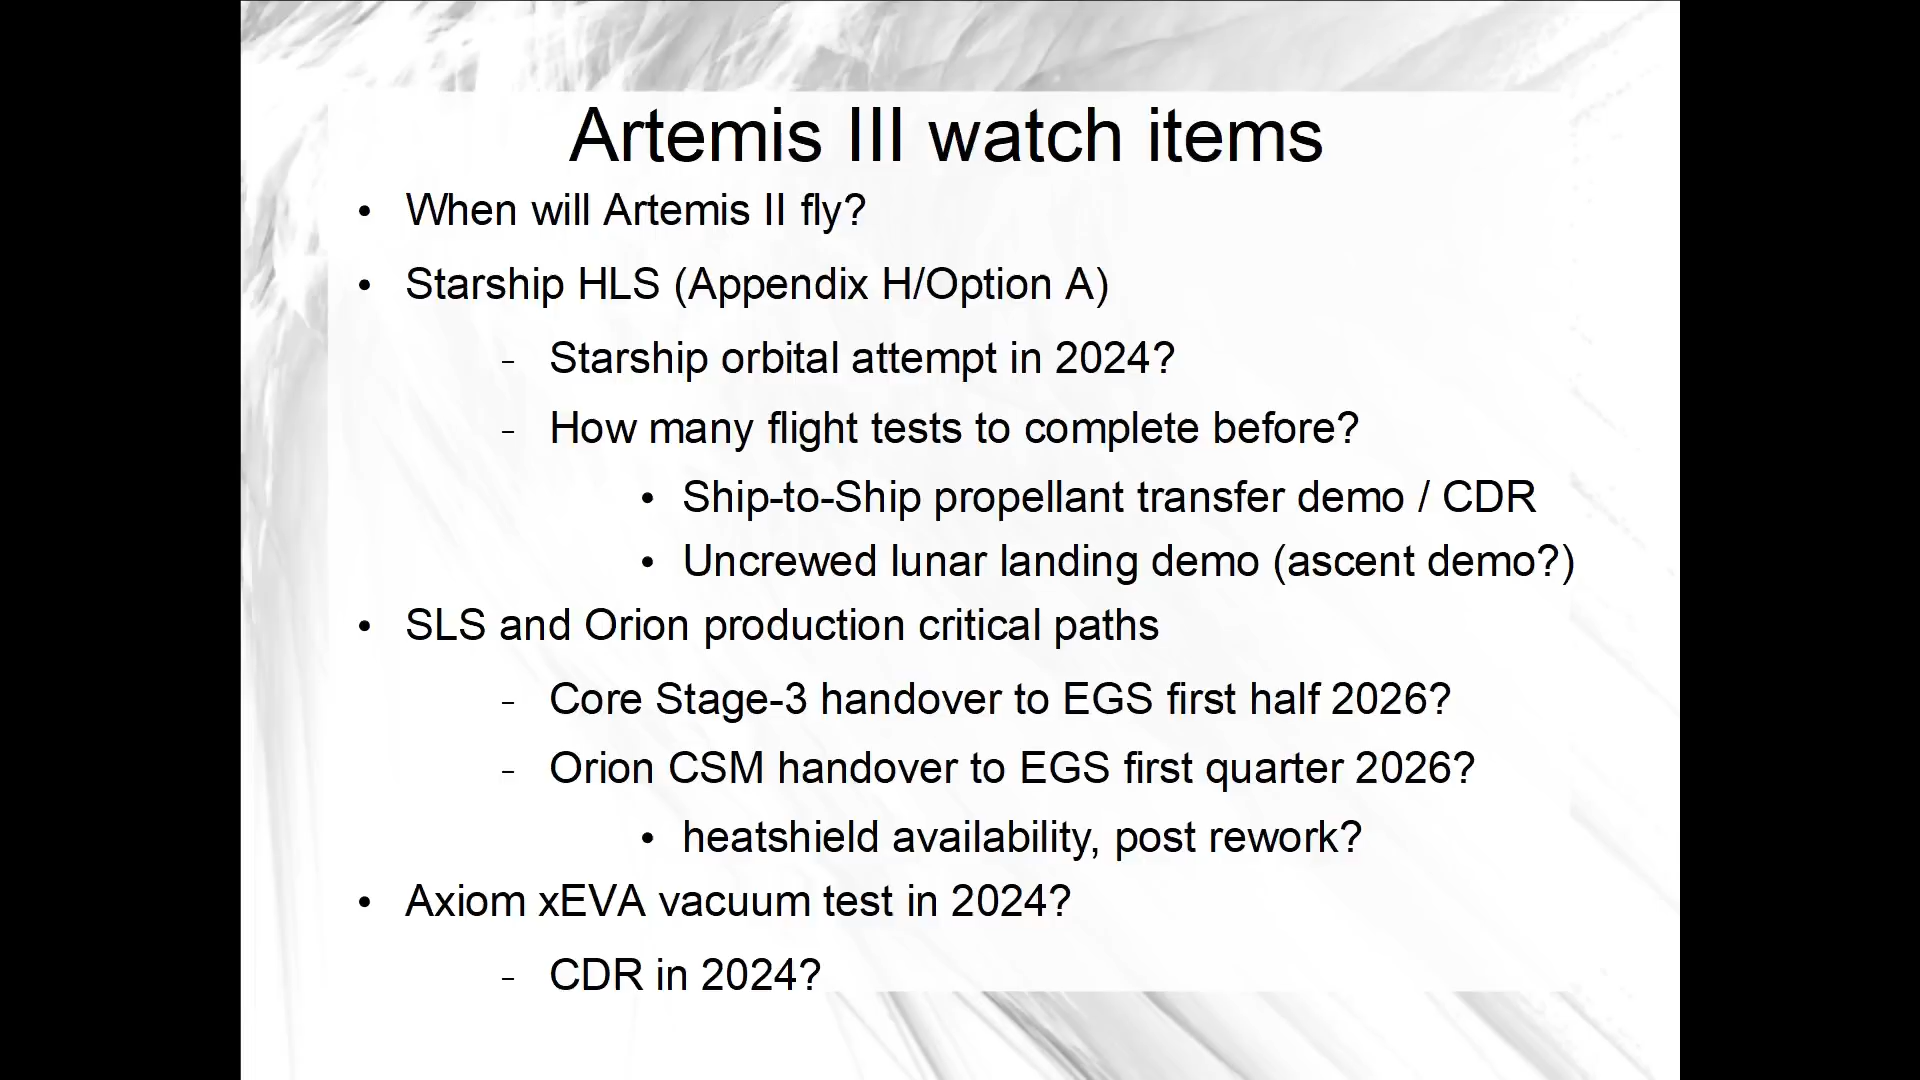 Artemis III watch items
• When will Artemis II fly?
• Starship HLS (Appendix H/Option A)
– Starship orbital attempt in 2024?
– How many flight tests to complete before?
• Ship-to-Ship propellant transfer demo / CDR
• Uncrewed lunar landing demo (ascent demo?)
• SLS and Orion production critical paths
– Core Stage-3 handover to EGS first half 2026?
– Orion CSM handover to EGS first quarter 2026?
• heatshield availability, post rework?
• Axiom xEVA vacuum test in 2024?
– CDR in 2024?